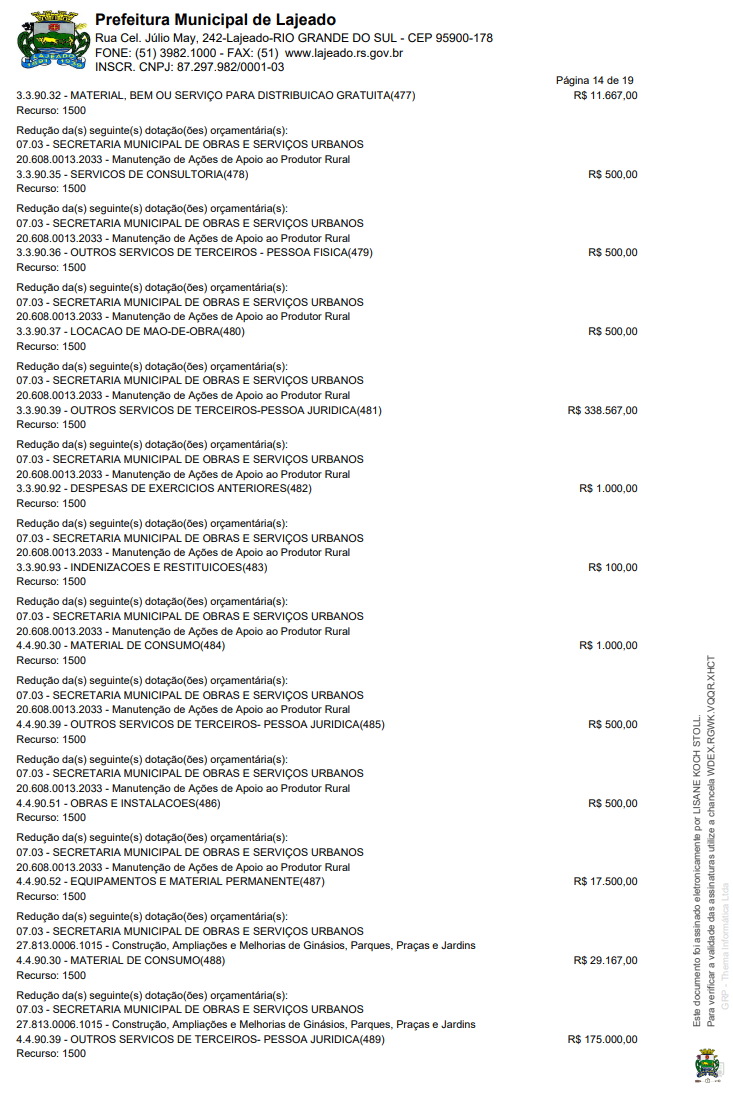 Prefeitura Municipal de Lajeado
Rua Cel. Júlio May, 242-Lajeado-RIO GRANDE DO SUL - CEP 95900-178
FONE: (51) 3982.1000 - FAX: (51) www.lajeado.rs.gov.br
INSCR. CNPJ: 87.297.982/0001-03
Página 14 de 19
3.3.90.32 - MATERIAL, BEM OU SERVIÇO PARA DISTRIBUICAO GRATUITA(477) R$ 11.667,00
Recurso: 1500
Redução da(s) seguinte(s) dotação(ões) orçamentária(s):
07.03 - SECRETARIA MUNICIPAL DE OBRAS E SERVIÇOS URBANOS
20.608.0013.2033 - Manutenção de Ações de Apoio ao Produtor Rural
3.3.90.35 - SERVICOS DE CONSULTORIA(478) R$ 500,00
Recurso: 1500
Redução da(s) seguinte(s) dotação(ões) orçamentária(s):
07.03 - SECRETARIA MUNICIPAL DE OBRAS E SERVIÇOS URBANOS
20.608.0013.2033 - Manutenção de Ações de Apoio ao Produtor Rural
3.3.90.36 - OUTROS SERVICOS DE TERCEIROS - PESSOA FISICA(479) R$ 500,00
Recurso: 1500
Redução da(s) seguinte(s) dotação(ões) orçamentária(s):
07.03 - SECRETARIA MUNICIPAL DE OBRAS E SERVIÇOS URBANOS
20.608.0013.2033 - Manutenção de Ações de Apoio ao Produtor Rural
3.3.90.37 - LOCACAO DE MAO-DE-OBRA(480) R$ 500,00
Recurso: 1500
Redução da(s) seguinte(s) dotação(ões) orçamentária(s):
07.03 - SECRETARIA MUNICIPAL DE OBRAS E SERVIÇOS URBANOS
20.608.0013.2033 - Manutenção de Ações de Apoio ao Produtor Rural
3.3.90.39 - OUTROS SERVICOS DE TERCEIROS-PESSOA JURIDICA(481) R$ 338.567,00
Recurso: 1500
Redução da(s) seguinte(s) dotação(ões) orçamentária(s):
07.03 - SECRETARIA MUNICIPAL DE OBRAS E SERVIÇOS URBANOS
20.608.0013.2033 - Manutenção de Ações de Apoio ao Produtor Rural
3.3.90.92 - DESPESAS DE EXERCICIOS ANTERIORES(482) R$ 1.000,00
Recurso: 1500
Redução da(s) seguinte(s) dotação(ões) orçamentária(s):
07.03 - SECRETARIA MUNICIPAL DE OBRAS E SERVIÇOS URBANOS
20.608.0013.2033 - Manutenção de Ações de Apoio ao Produtor Rural
3.3.90.93 - INDENIZACOES E RESTITUICOES(483) R$ 100,00
Recurso: 1500
Redução da(s) seguinte(s) dotação(ões) orçamentária(s):
07.03 - SECRETARIA MUNICIPAL DE OBRAS E SERVIÇOS URBANOS
20.608.0013.2033 - Manutenção de Ações de Apoio ao Produtor Rural
4.4.90.30 - MATERIAL DE CONSUMO(484) R$ 1.000,00
Recurso: 1500
Redução da(s) seguinte(s) dotação(ões) orçamentária(s):
07.03 - SECRETARIA MUNICIPAL DE OBRAS E SERVIÇOS URBANOS
20.608.0013.2033 - Manutenção de Ações de Apoio ao Produtor Rural
4.4.90.39 - OUTROS SERVICOS DE TERCEIROS- PESSOA JURIDICA(485) R$ 500,00
Recurso: 1500
Redução da(s) seguinte(s) dotação(ões) orçamentária(s):
07.03 - SECRETARIA MUNICIPAL DE OBRAS E SERVIÇOS URBANOS
20.608.0013.2033 - Manutenção de Ações de Apoio ao Produtor Rural
4.4.90.51 - OBRAS E INSTALACOES(486) R$ 500,00
Recurso: 1500
Redução da(s) seguinte(s) dotação(ões) orçamentária(s):
07.03 - SECRETARIA MUNICIPAL DE OBRAS E SERVIÇOS URBANOS
20.608.0013.2033 - Manutenção de Ações de Apoio ao Produtor Rural
4.4.90.52 - EQUIPAMENTOS E MATERIAL PERMANENTE(487) R$ 17.500,00
Recurso: 1500
Redução da(s) seguinte(s) dotação(ões) orçamentária(s):
07.03 - SECRETARIA MUNICIPAL DE OBRAS E SERVIÇOS URBANOS
27.813.0006.1015 - Construção, Ampliações e Melhorias de Ginásios, Parques, Praças e Jardins
4.4.90.30 - MATERIAL DE CONSUMO(488) R$ 29.167,00
Recurso: 1500
Redução da(s) seguinte(s) dotação(ões) orçamentária(s):
07.03 - SECRETARIA MUNICIPAL DE OBRAS E SERVIÇOS URBANOS
27.813.0006.1015 - Construção, Ampliações e Melhorias de Ginásios, Parques, Praças e Jardins
4.4.90.39 - OUTROS SERVICOS DE TERCEIROS- PESSOA JURIDICA(489) R$ 175.000,00
Recurso: 1500
Este documento foi assinado eletronicamente por LISANE KOCH STOLL.
Para verificar a validade das assinaturas utilize a chancela WDEX.RGWK.VQQR.XHCT
GRP - Thema Informática Ltda